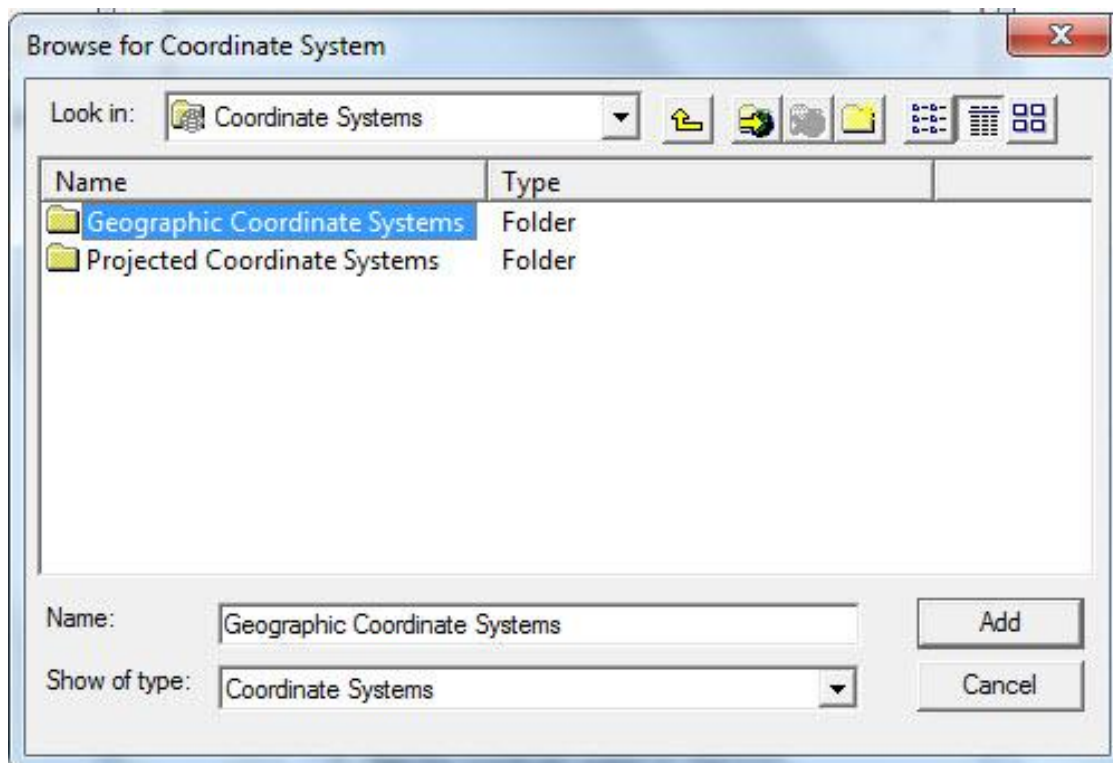 Browse for Coordinate System
Look in: Coordinate Systems
Name Type
Geographic Coordinate Systems Folder
Projected Coordinate Systems Folder
Name: Geographic Coordinate Systems Add
Show of type: Coordinate Systems Cancel